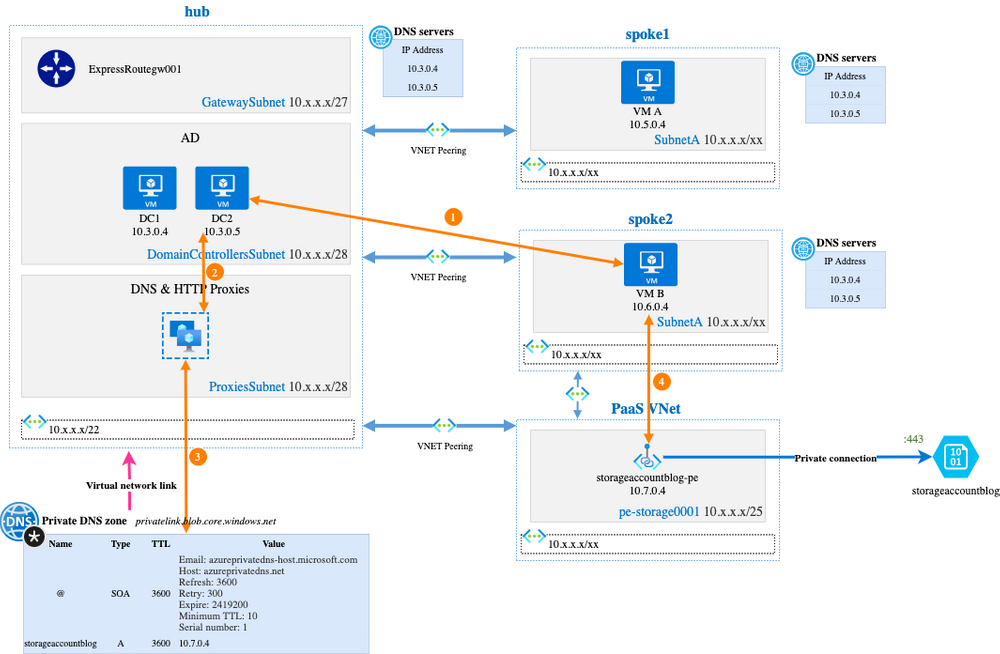 hub
DNS servers
IP Address
10.3.0.4
10.3.0.5
ExpressRoutegw001
GatewaySubnet 10.x.x.x/27
AD
VM
VM
DC1
10.3.0.4
DC2
10.3.0.5
DomainControllersSubnet 10.x.x.x/28
DNS & HTTP Proxies
ProxiesSubnet 10.x.x.x/28
10.x.x.x/22
VNET Peering
VNET Peering
VNET Peering
1
2
3
4
spoke1
VM
VM A
10.5.0.4
SubnetA 10.x.x.x/xx
10.x.x.x/xx
DNS servers
IP Address
10.3.0.4
10.3.0.5
spoke2
VM
VM B
10.6.0.4
SubnetA 10.x.x.x/xx
10.x.x.x/xx
DNS servers
IP Address
10.3.0.4
10.3.0.5
PaaS VNet
storageaccountblog-pe
10.7.0.4
pe-storage0001 10.x.x.x/25
10.x.x.x/xx
Private connection
:443
10
01
storageaccountblog
Virtual network link
DNS
Private DNS zone privatelink.blob.core.windows.net
Name Type TTL Value
@ SOA 3600
Email: azureprivatedns-host.microsoft.com
Host: azureprivatedns.net
Refresh: 3600
Retry: 300
Expire: 2419200
Minimum TTL: 10
Serial number: 1
storageaccountblog A 3600 10.7.0.4